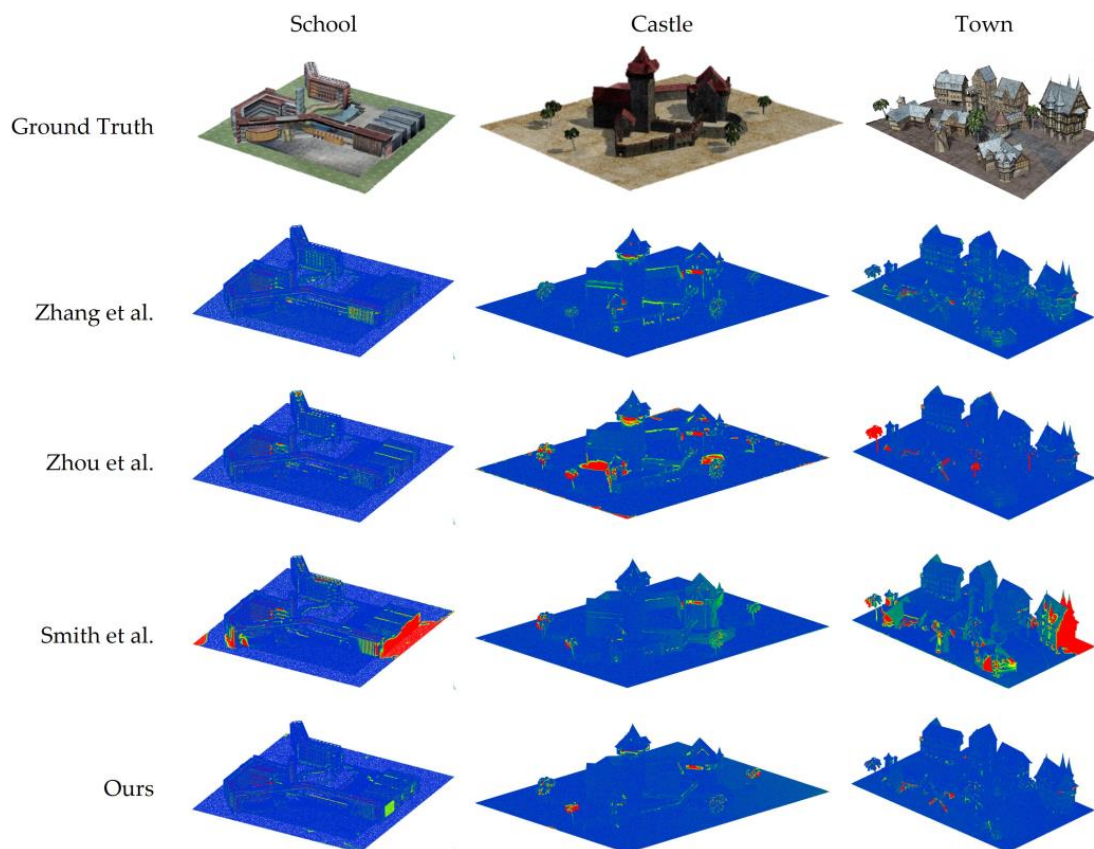 School Castle Town
Ground Truth
Zhang et al.
Zhou et al.
Smith et al.
Ours